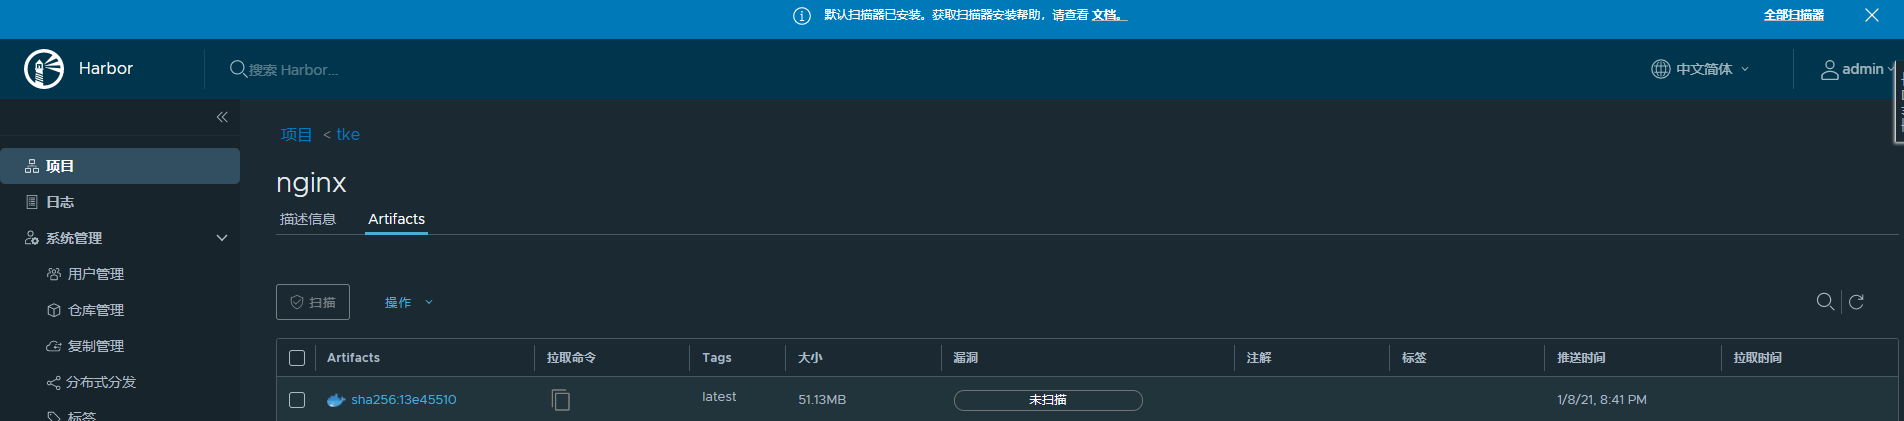 默认扫描器已安装。获取扫描器安装帮助，请查看 文档。 全部扫描器
Harbor 搜索 Harbor... 中文简体 admin
项目 < tke
项目
nginx
日志
描述信息 Artifacts
系统管理
用户管理
扫描 操作
仓库管理
复制管理
Artifacts 拉取命令 Tags 大小 漏洞 注解 标签 推送时间 拉取时间
分布式分发
sha256:13e45510 latest 51.13MB 未扫描 1/8/21, 8:41 PM
标签